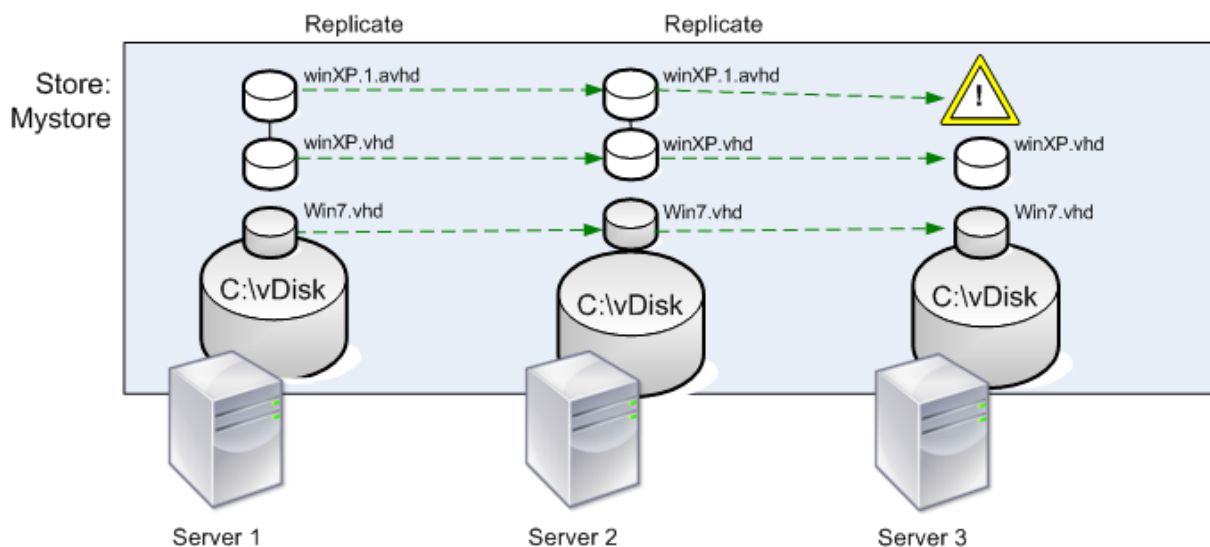 Replicate Replicate
Store:
Mystore
winXP.1.avhd winXP.1.avhd !
winXP.vhd winXP.vhd winXP.vhd
Win7.vhd Win7.vhd Win7.vhd
C:\vDisk C:\vDisk C:\vDisk
Server 1 Server 2 Server 3